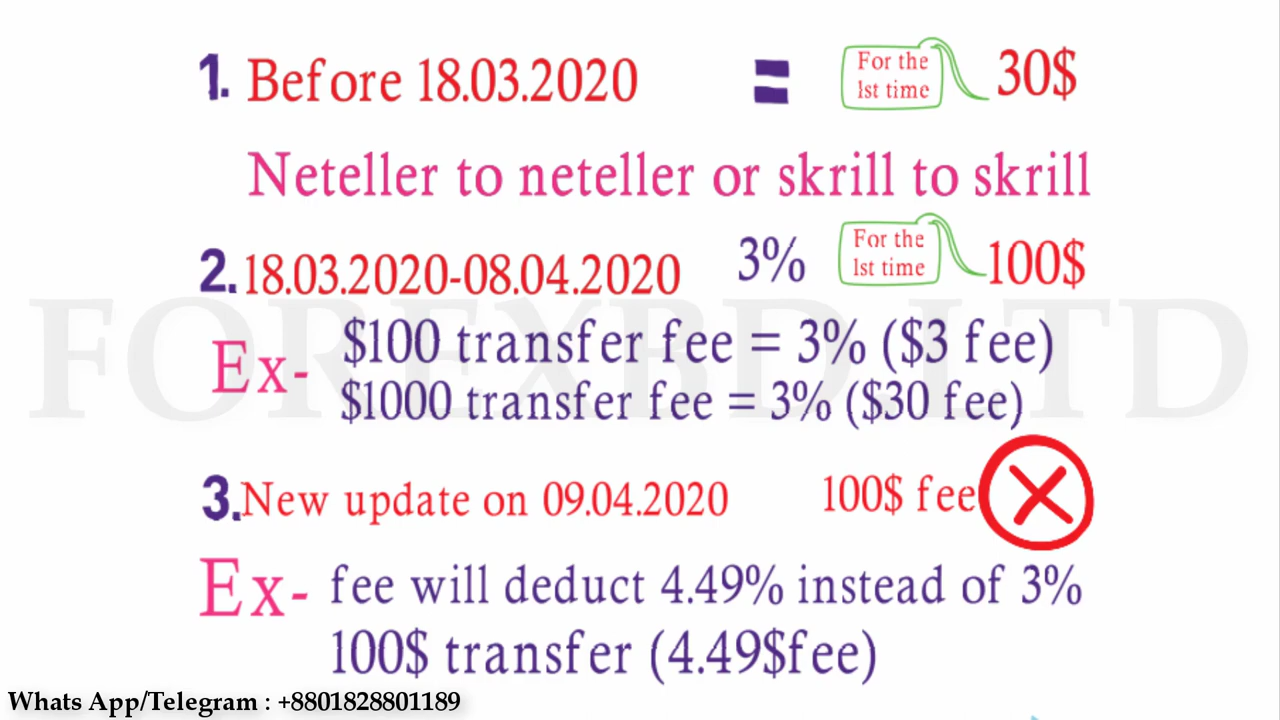 1. Before 18.03.2020 = For the 1st time 30$
Neteller to neteller or skrill to skrill
2. 18.03.2020-08.04.2020 3% For the 1st time 100$
Ex- $100 transfer fee = 3% ($3 fee)
$1000 transfer fee = 3% ($30 fee)
FOREXBD LTD
3. New update on 09.04.2020 100$ fee
Ex- fee will deduct 4.49% instead of 3%
100$ transfer (4.49$fee)
Whats App/Telegram : +8801828801189